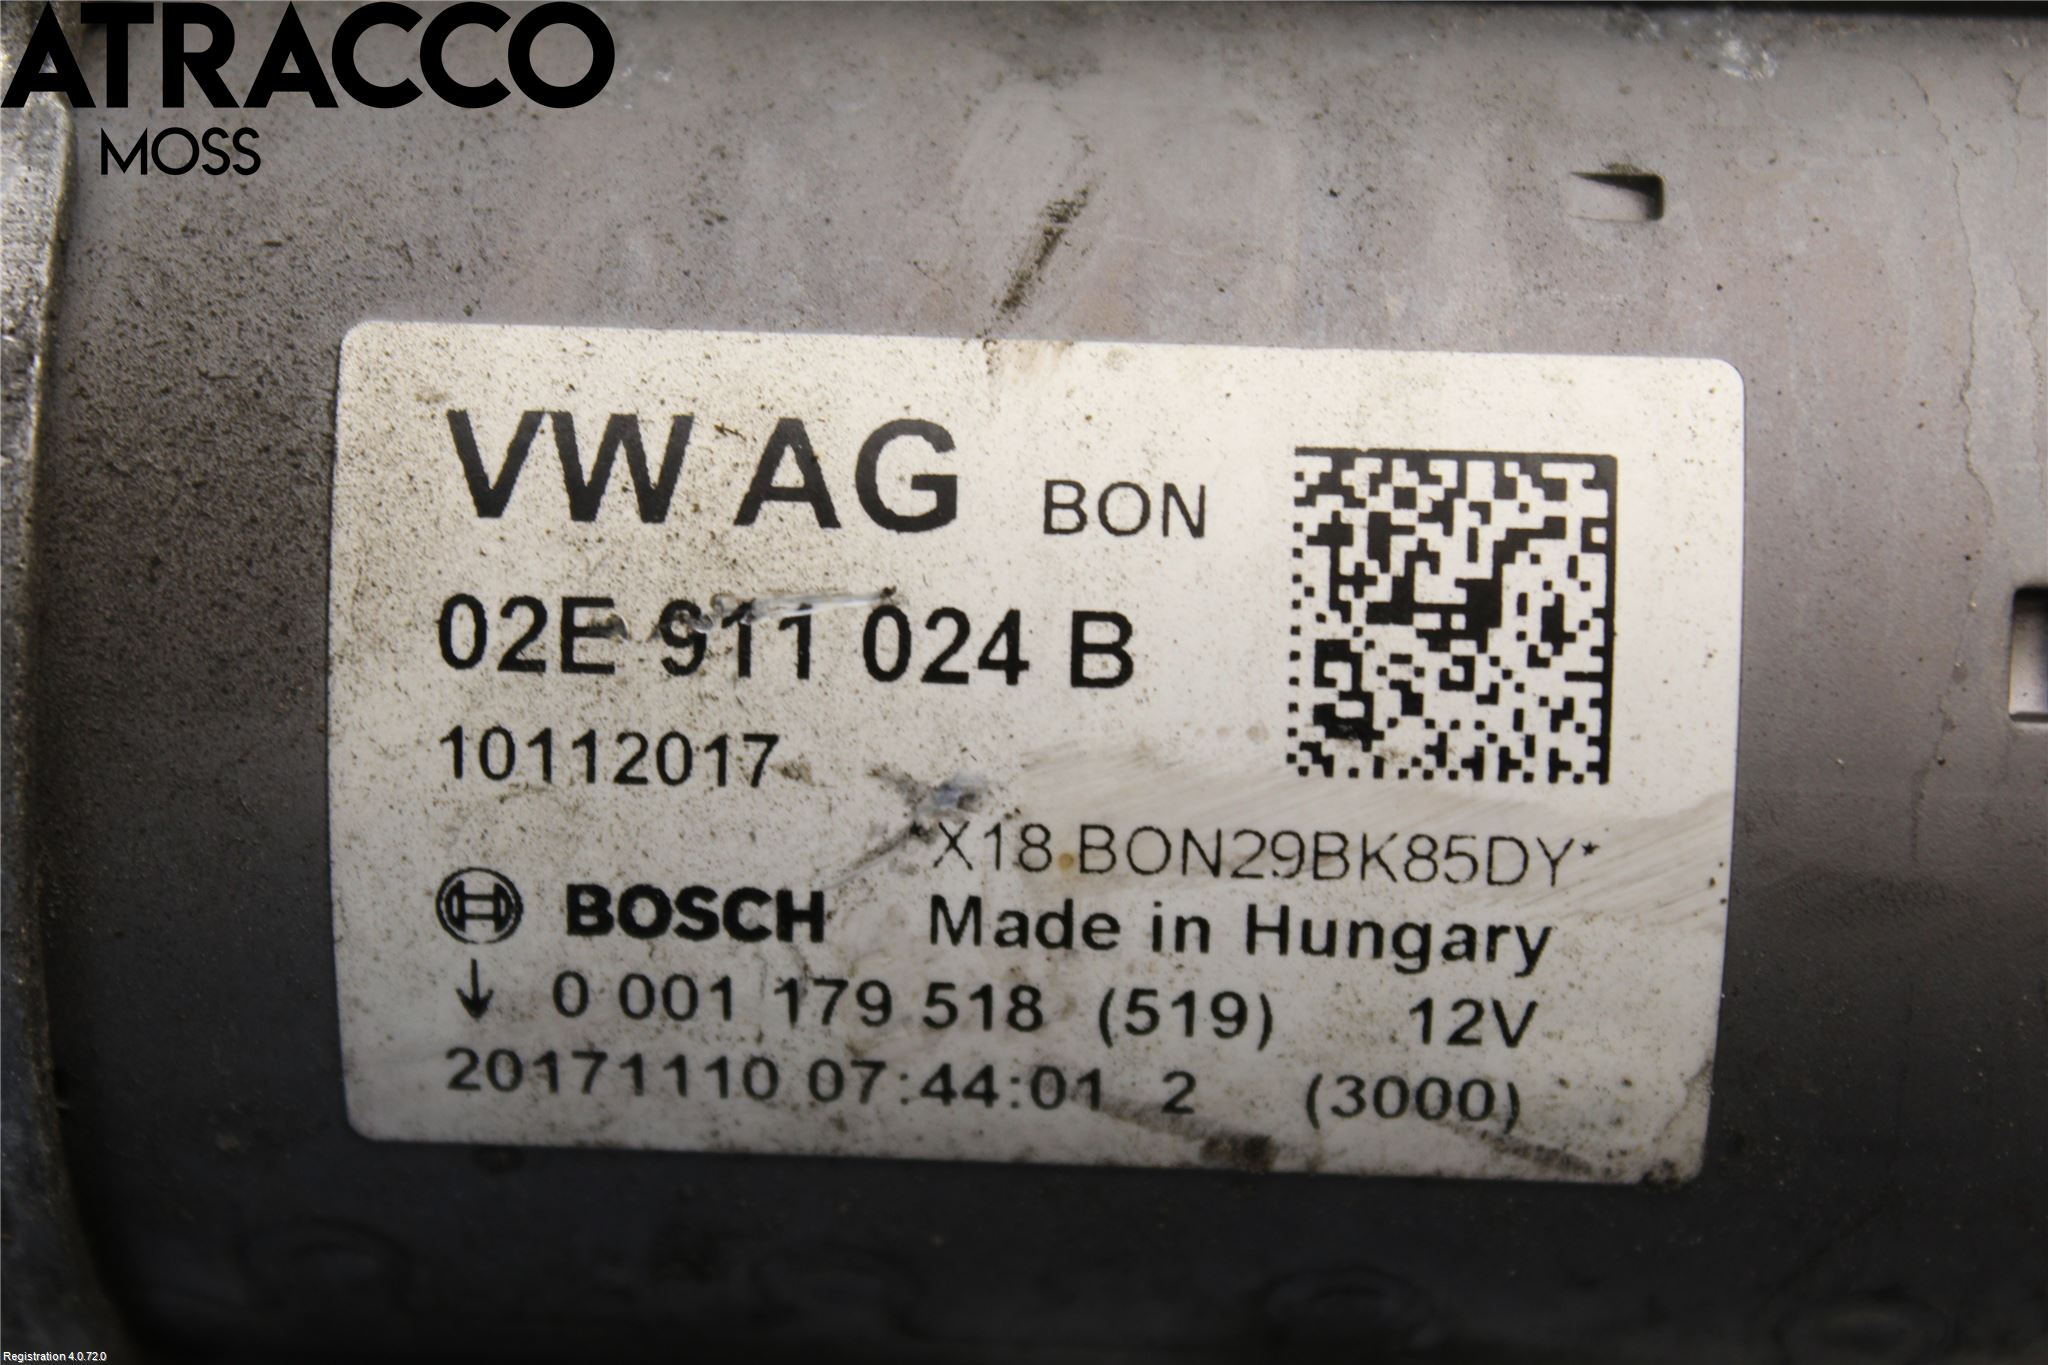 ATRACCO
MOSS
VW AG BON
02E 911 024 B
10112017
X18 BON29BK85DY*
BOSCH Made in Hungary
↓ 0 001 179 518 (519) 12V
20171110 07:44:01 2 (3000)
Registration 4.0.72.0